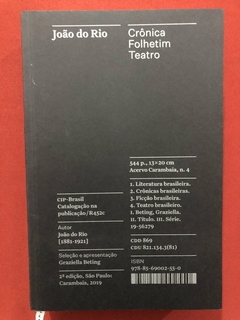 João do Rio
Crônica
Folhetim
Teatro
544 p., 13×20 cm
Acervo Carambaia, n. 4
1. Literatura brasileira.
2. Crônicas brasileiras.
3. Ficção brasileira.
4. Teatro brasileiro.
I. Beting, Graziella.
II. Título. III. Série.
19-56279
CIP-Brasil
Catalogação na
publicação/R452c
Autor
João do Rio
[1881-1921]
CDD 869
CDU 821.134.3(81)
Seleção e apresentação
Graziella Beting
ISBN
2ª edição, São Paulo:
Carambaia, 2019
978-85-69002-55-0